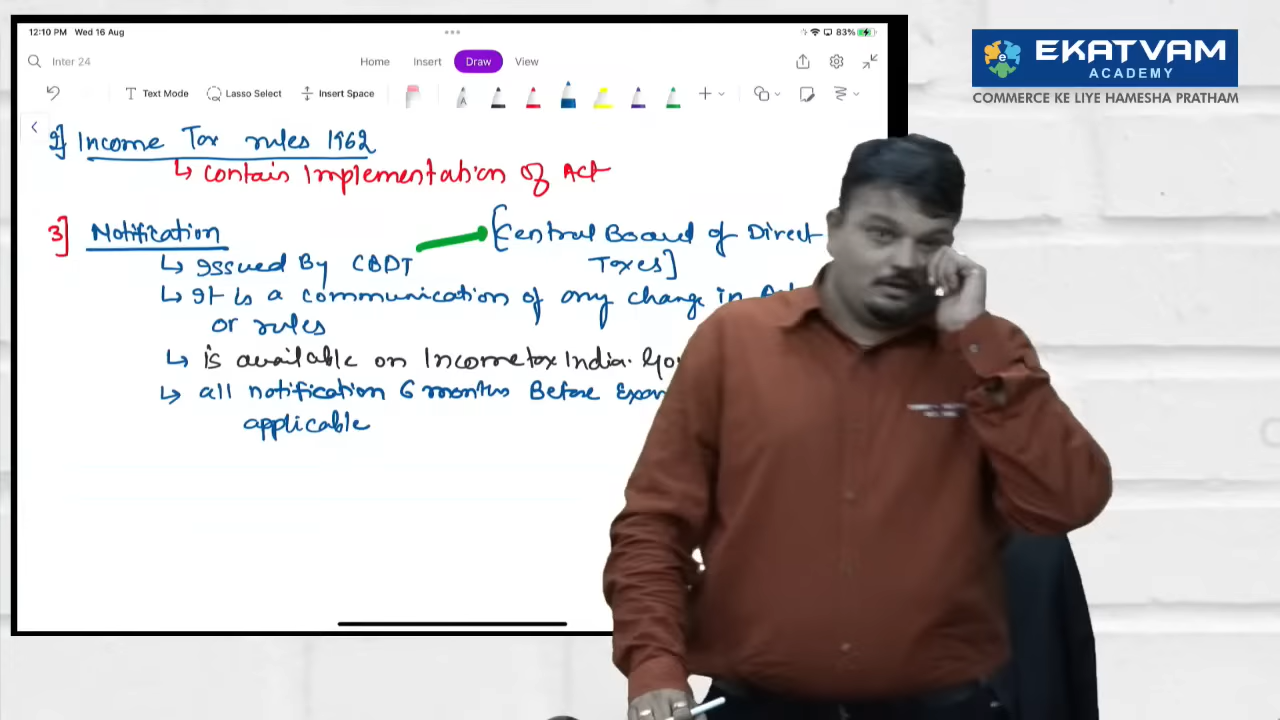 12:10 PM Wed 16 Aug
83%
EKATVAM
ACADEMY
COMMERCE KE LIYE HAMESHA PRATHAM
Inter 24
Home Insert Draw View
Text Mode Lasso Select Insert Space
2] Income Tax rules 1962
↳ contain Implementation of Act
3] Notification
[Central Board of Direct
Taxes]
↳ Issued By CBDT
↳ It is a communication of any change in
or rules
↳ is available on Incometax India.
↳ all notification 6 months Before
applicable